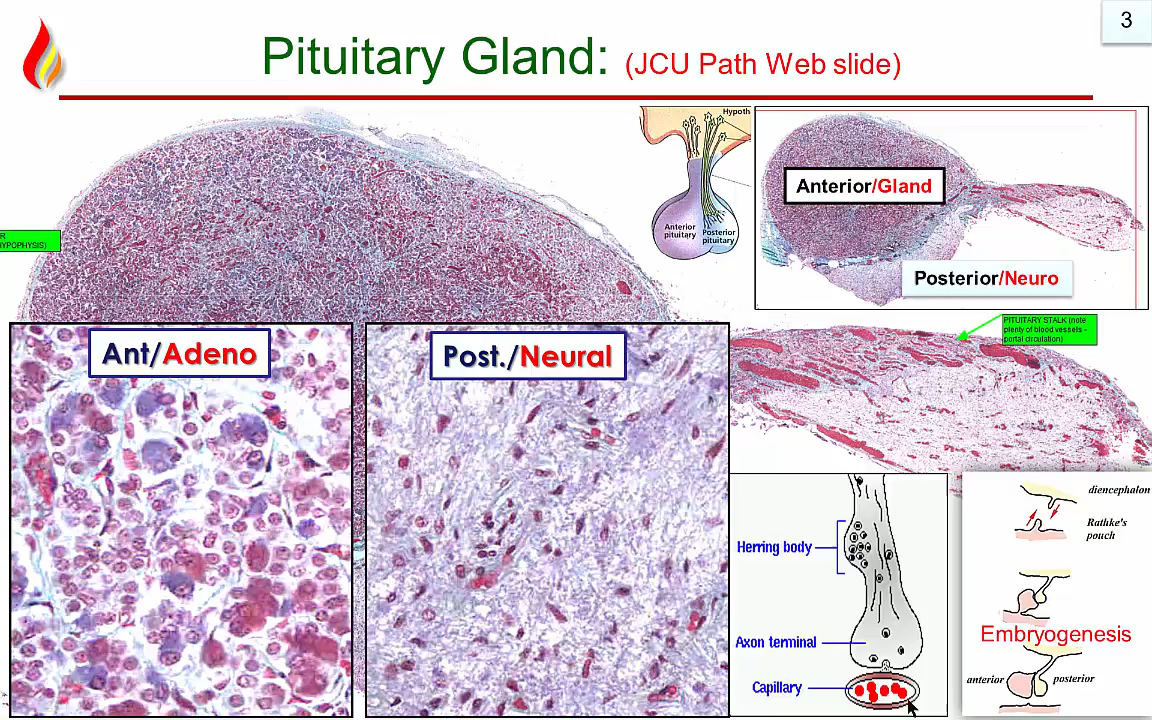 3
Pituitary Gland: (JCU Path Web slide)
Hypoth
Anterior
pituitary
Posterior
pituitary
Anterior/Gland
Posterior/Neuro
R
YPOPHYSIS)
PITUITARY STALK (note
plenty of blood vessels -
portal circulation)
Ant/Adeno
Post./Neural
Herring body
Axon terminal
Capillary
diencephalon
Rathke's
pouch
Embryogenesis
anterior
posterior